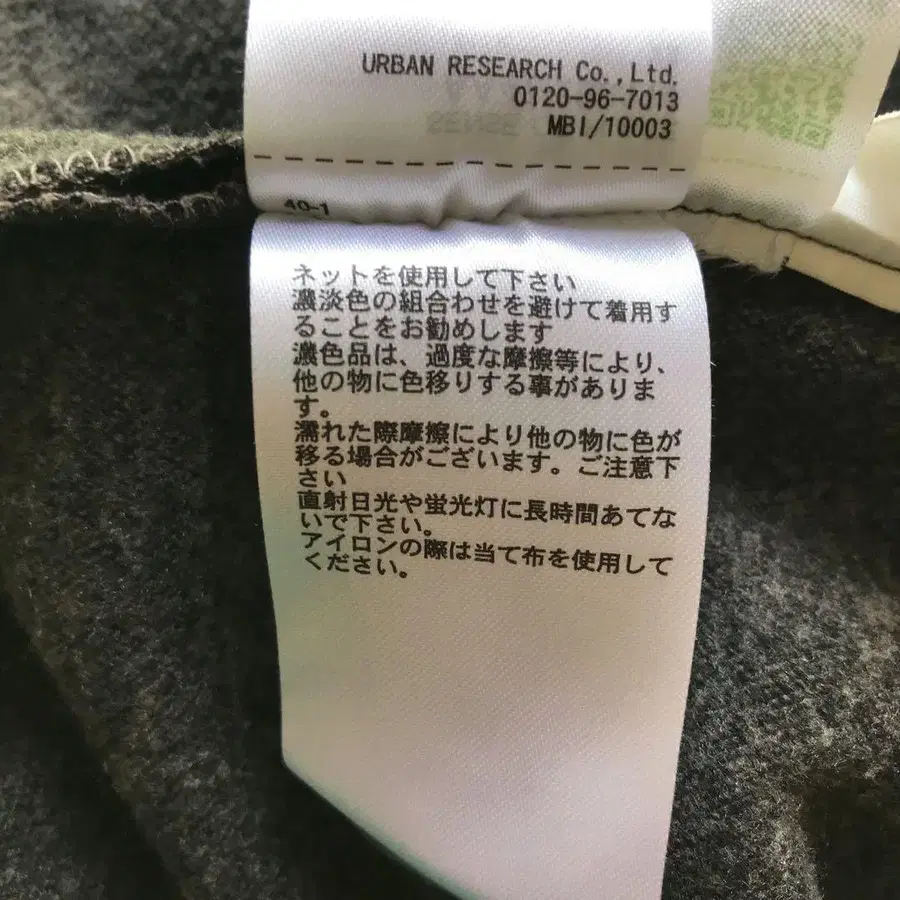 URBAN RESEARCH Co.,Ltd.
0120-96-7013
MBI/10003
40-1
ネットを使用して下さい
濃淡色の組合わせを避けて着用す
ることをお勧めします
濃色品は、過度な摩擦等により、
他の物に色移りする事がありま
す。
濡れた際摩擦により他の物に色が
移る場合がございます。ご注意下
さい
直射日光や蛍光灯に長時間あてな
いで下さい。
アイロンの際は当て布を使用して
ください。